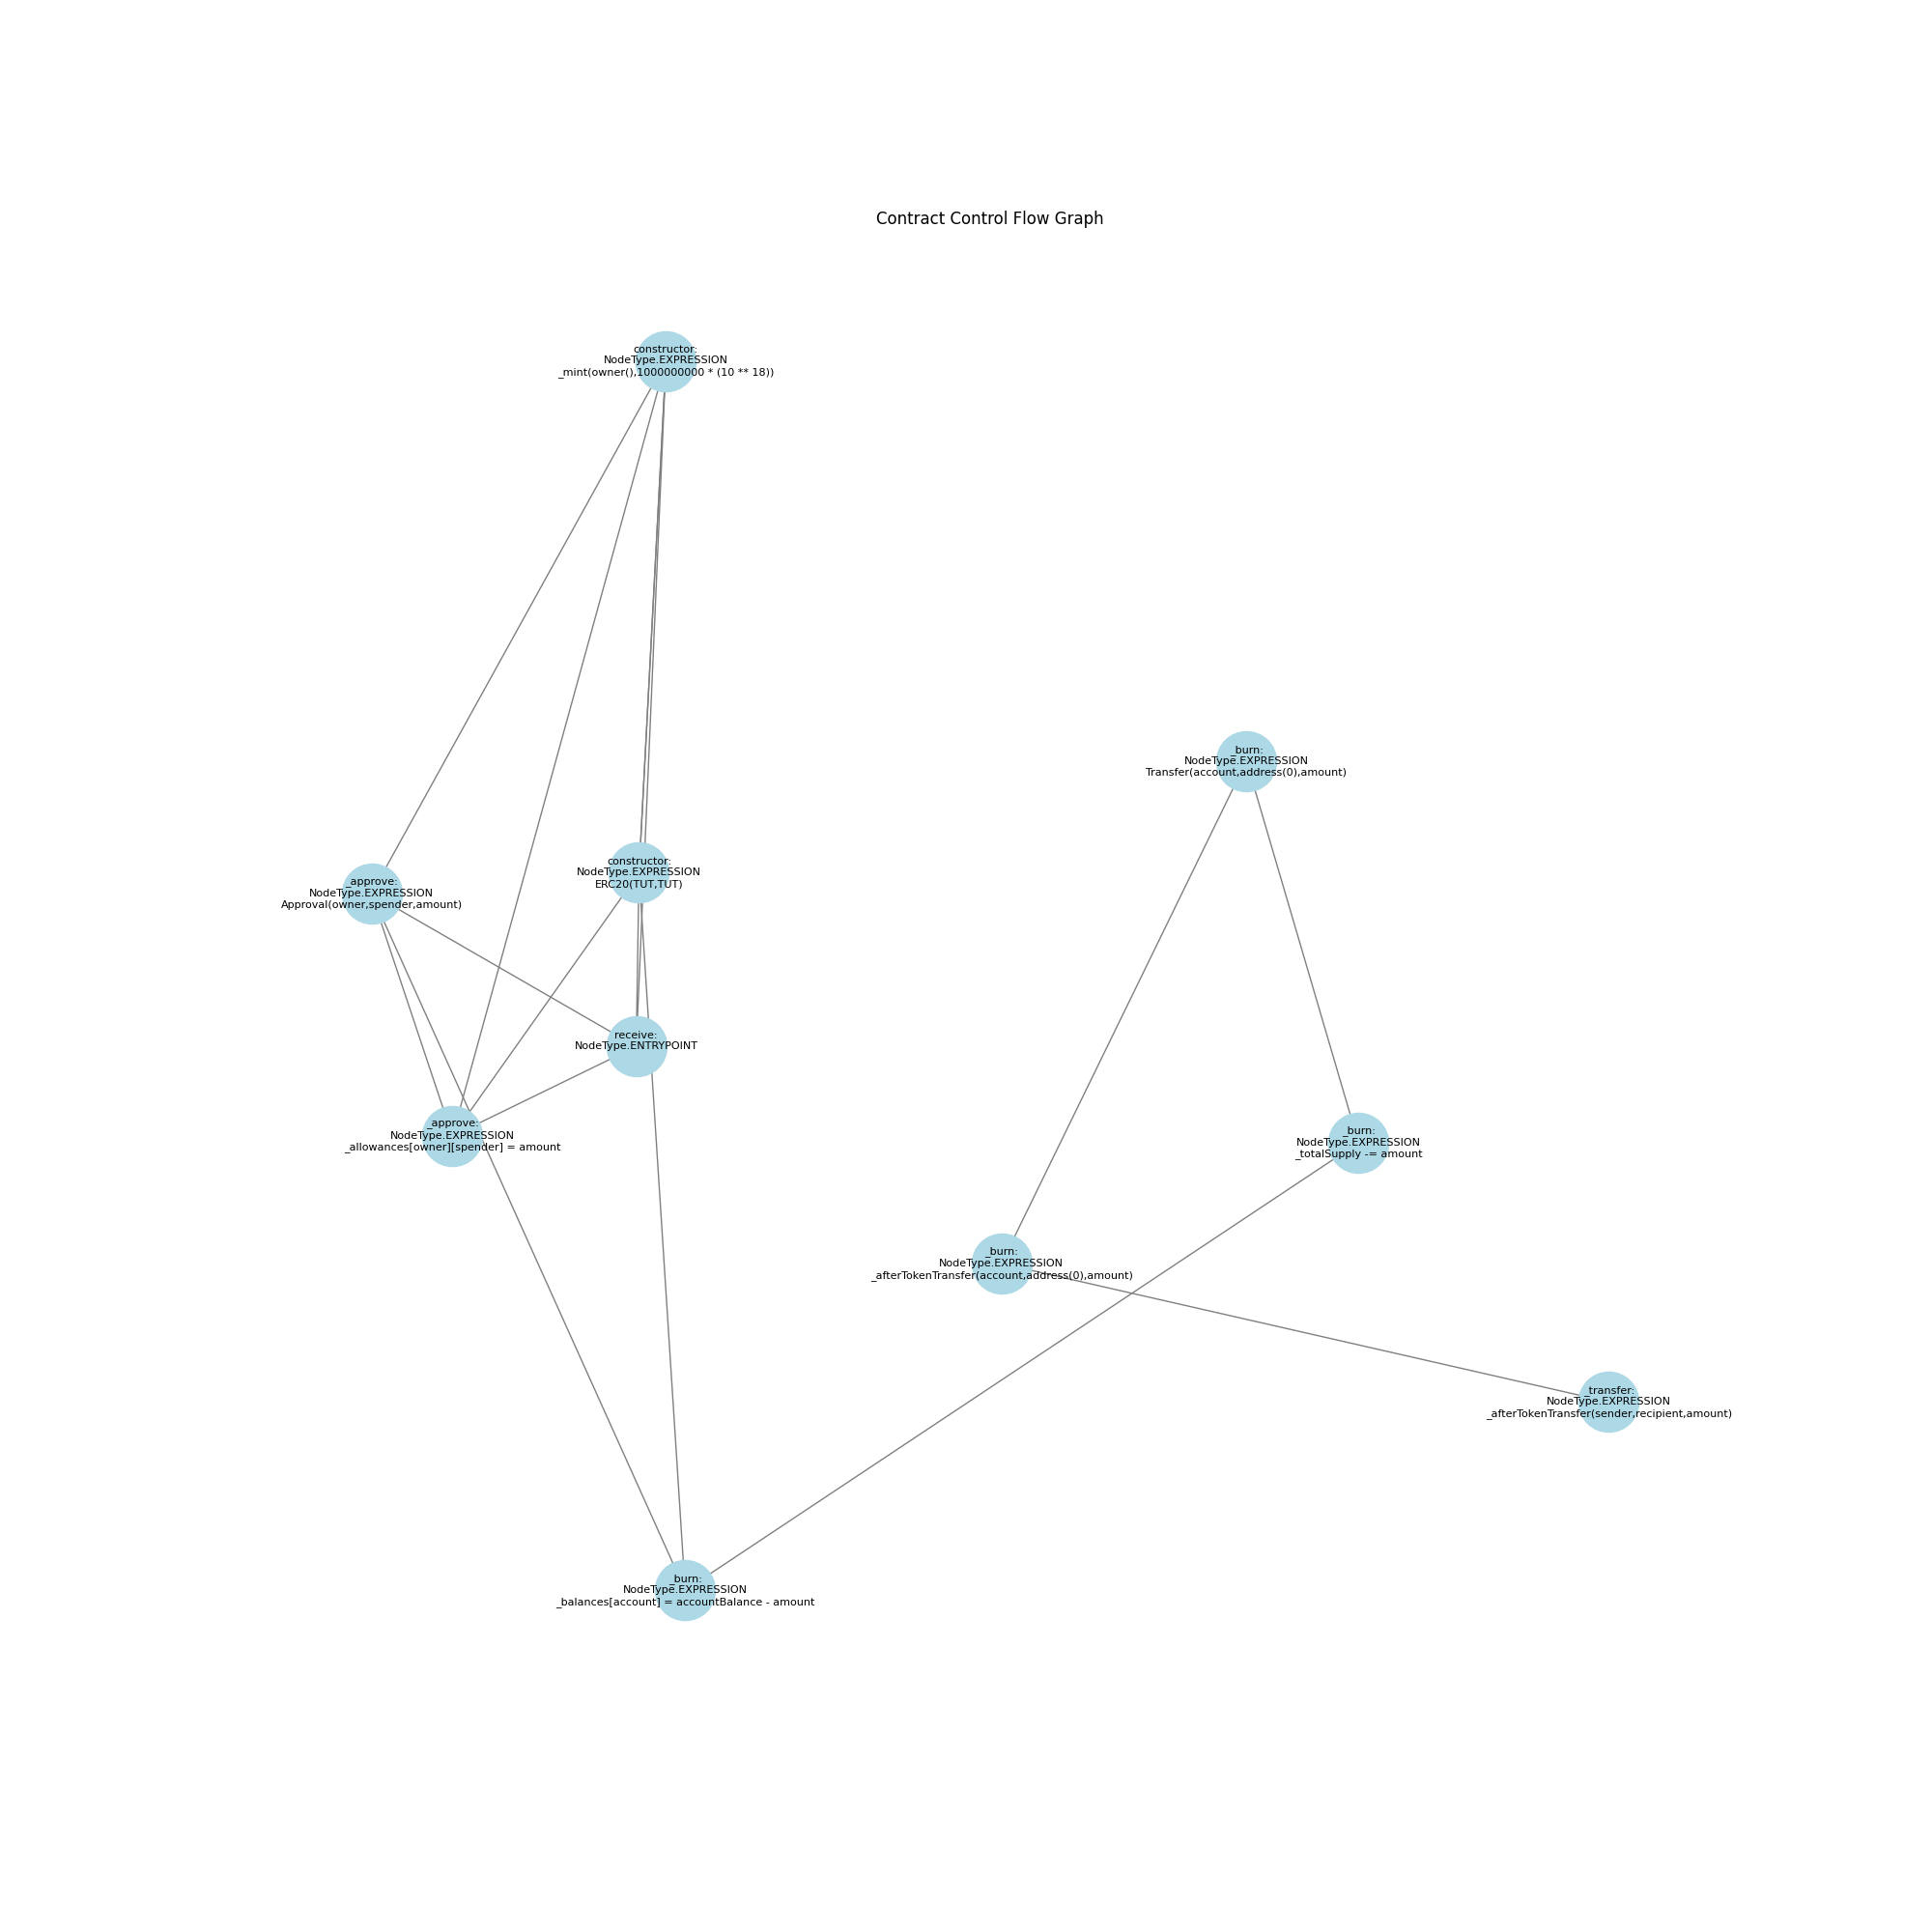 Contract Control Flow Graph
constructor:
NodeType.EXPRESSION
_mint(owner(),1000000000 * (10 ** 18))
_burn:
NodeType.EXPRESSION
Transfer(account,address(0),amount)
constructor:
NodeType.EXPRESSION
ERC20(TUT,TUT)
_approve:
NodeType.EXPRESSION
Approval(owner,spender,amount)
receive:
NodeType.ENTRYPOINT
_approve:
NodeType.EXPRESSION
_allowances[owner][spender] = amount
_burn:
NodeType.EXPRESSION
_totalSupply -= amount
_burn:
NodeType.EXPRESSION
_afterTokenTransfer(account,address(0),amount)
_transfer:
NodeType.EXPRESSION
_afterTokenTransfer(sender,recipient,amount)
_burn:
NodeType.EXPRESSION
_balances[account] = accountBalance - amount